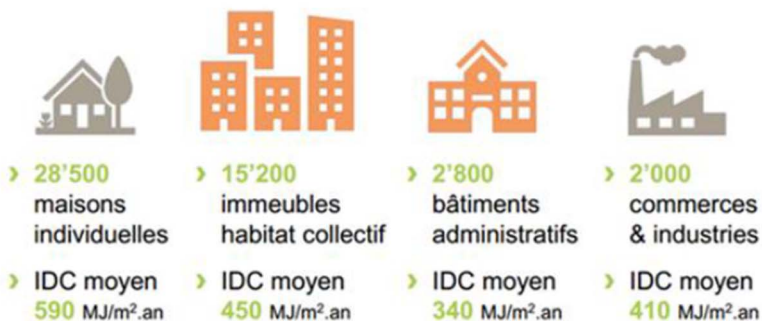 › 28'500
maisons
individuelles
› IDC moyen
590 MJ/m².an
› 15'200
immeubles
habitat collectif
› IDC moyen
450 MJ/m².an
› 2'800
bâtiments
administratifs
› IDC moyen
340 MJ/m².an
› 2'000
commerces
& industries
› IDC moyen
410 MJ/m².an